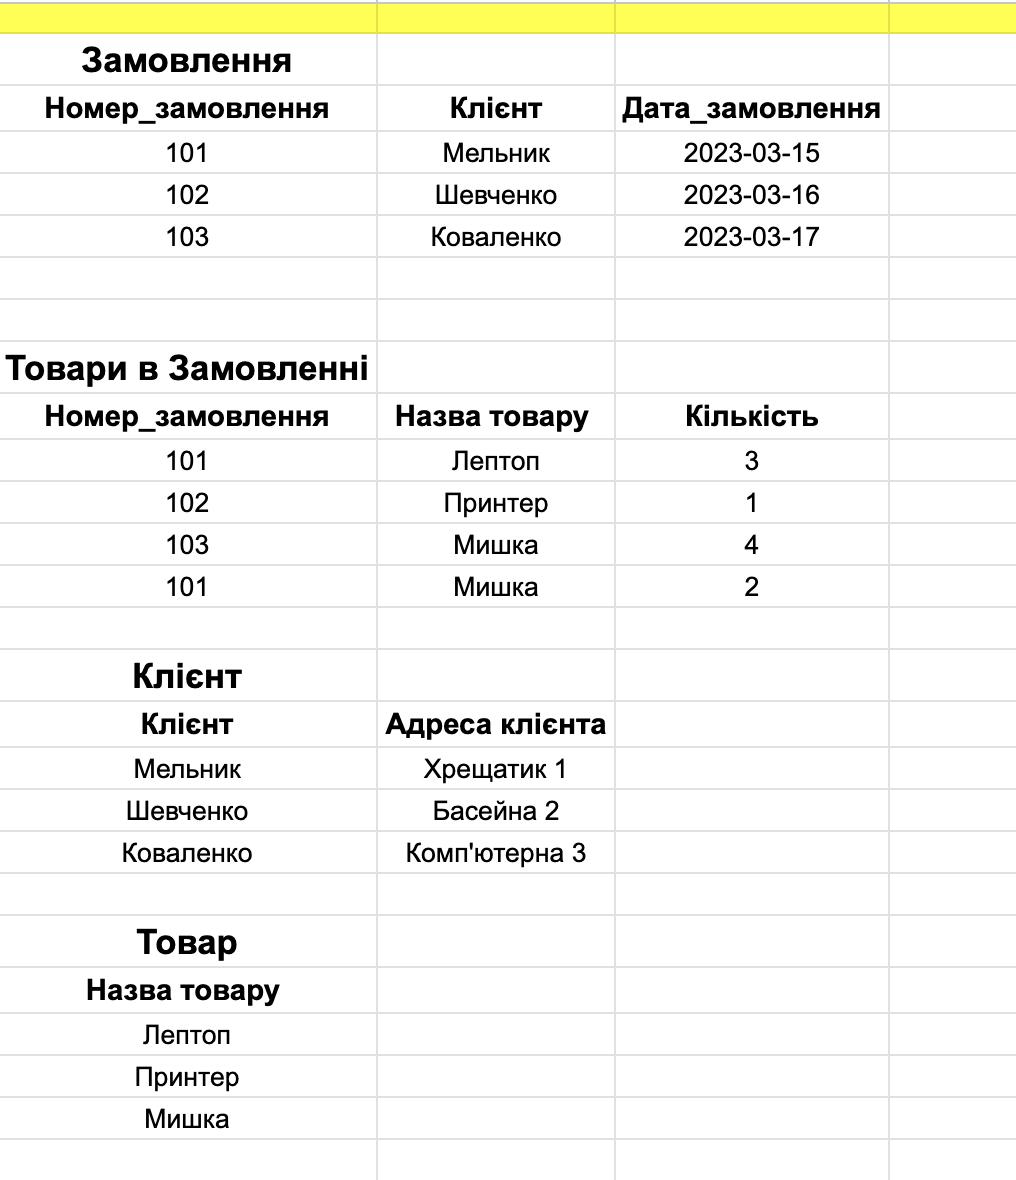 Замовлення
Номер_замовлення Клієнт Дата_замовлення
101 Мельник 2023-03-15
102 Шевченко 2023-03-16
103 Коваленко 2023-03-17
Товари в Замовленні
Номер_замовлення Назва товару Кількість
101 Лептоп 3
102 Принтер 1
103 Мишка 4
101 Мишка 2
Клієнт
Клієнт Адреса клієнта
Мельник Хрещатик 1
Шевченко Басейна 2
Коваленко Комп'ютерна 3
Товар
Назва товару
Лептоп
Принтер
Мишка